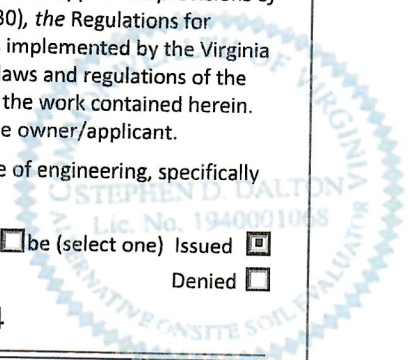 30), the Regulations for
implemented by the Virginia
laws and regulations of the
the work contained herein.
e owner/applicant.
e of engineering, specifically
STEPHEN D. DALTON
Lic. No. 1940001068
be (select one) Issued
Denied
OF VIRGINIA
ONSITE SOIL EVALUATOR